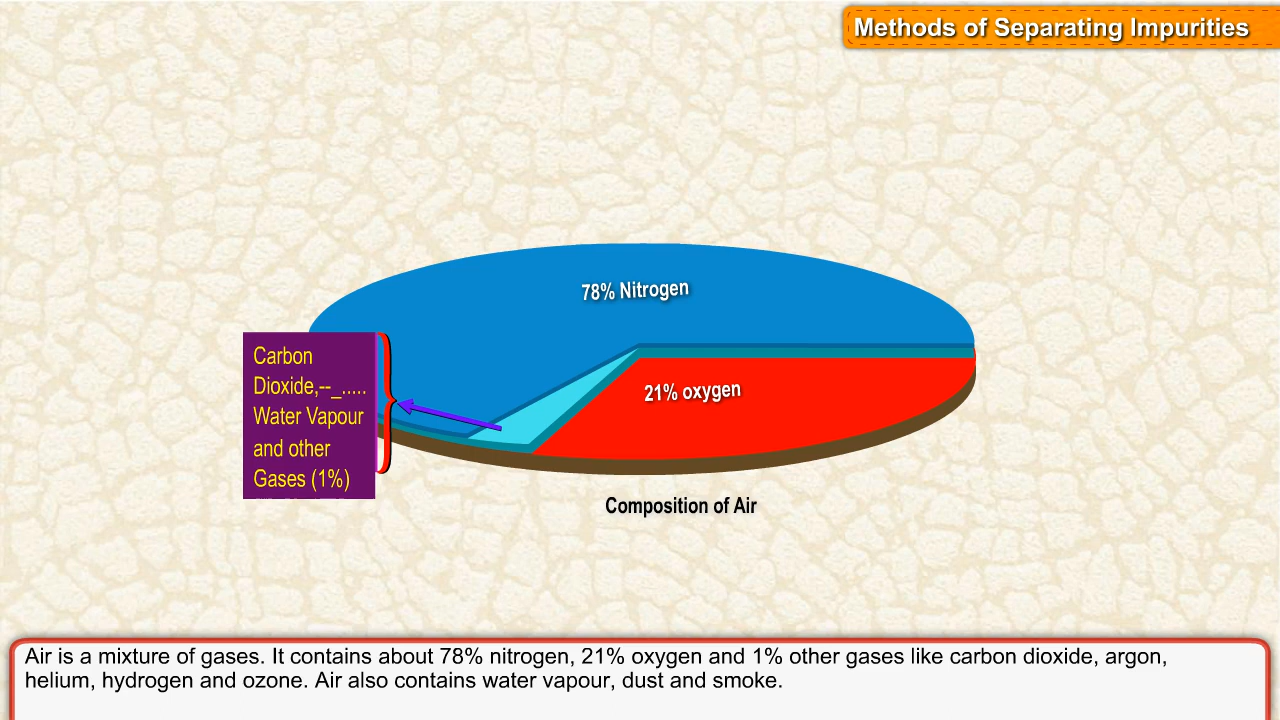 Methods of Separating Impurities
78% Nitrogen
Carbon
Dioxide,--_.....
Water Vapour
and other
Gases (1%)
21% oxygen
Composition of Air
Air is a mixture of gases. It contains about 78% nitrogen, 21% oxygen and 1% other gases like carbon dioxide, argon,
helium, hydrogen and ozone. Air also contains water vapour, dust and smoke.